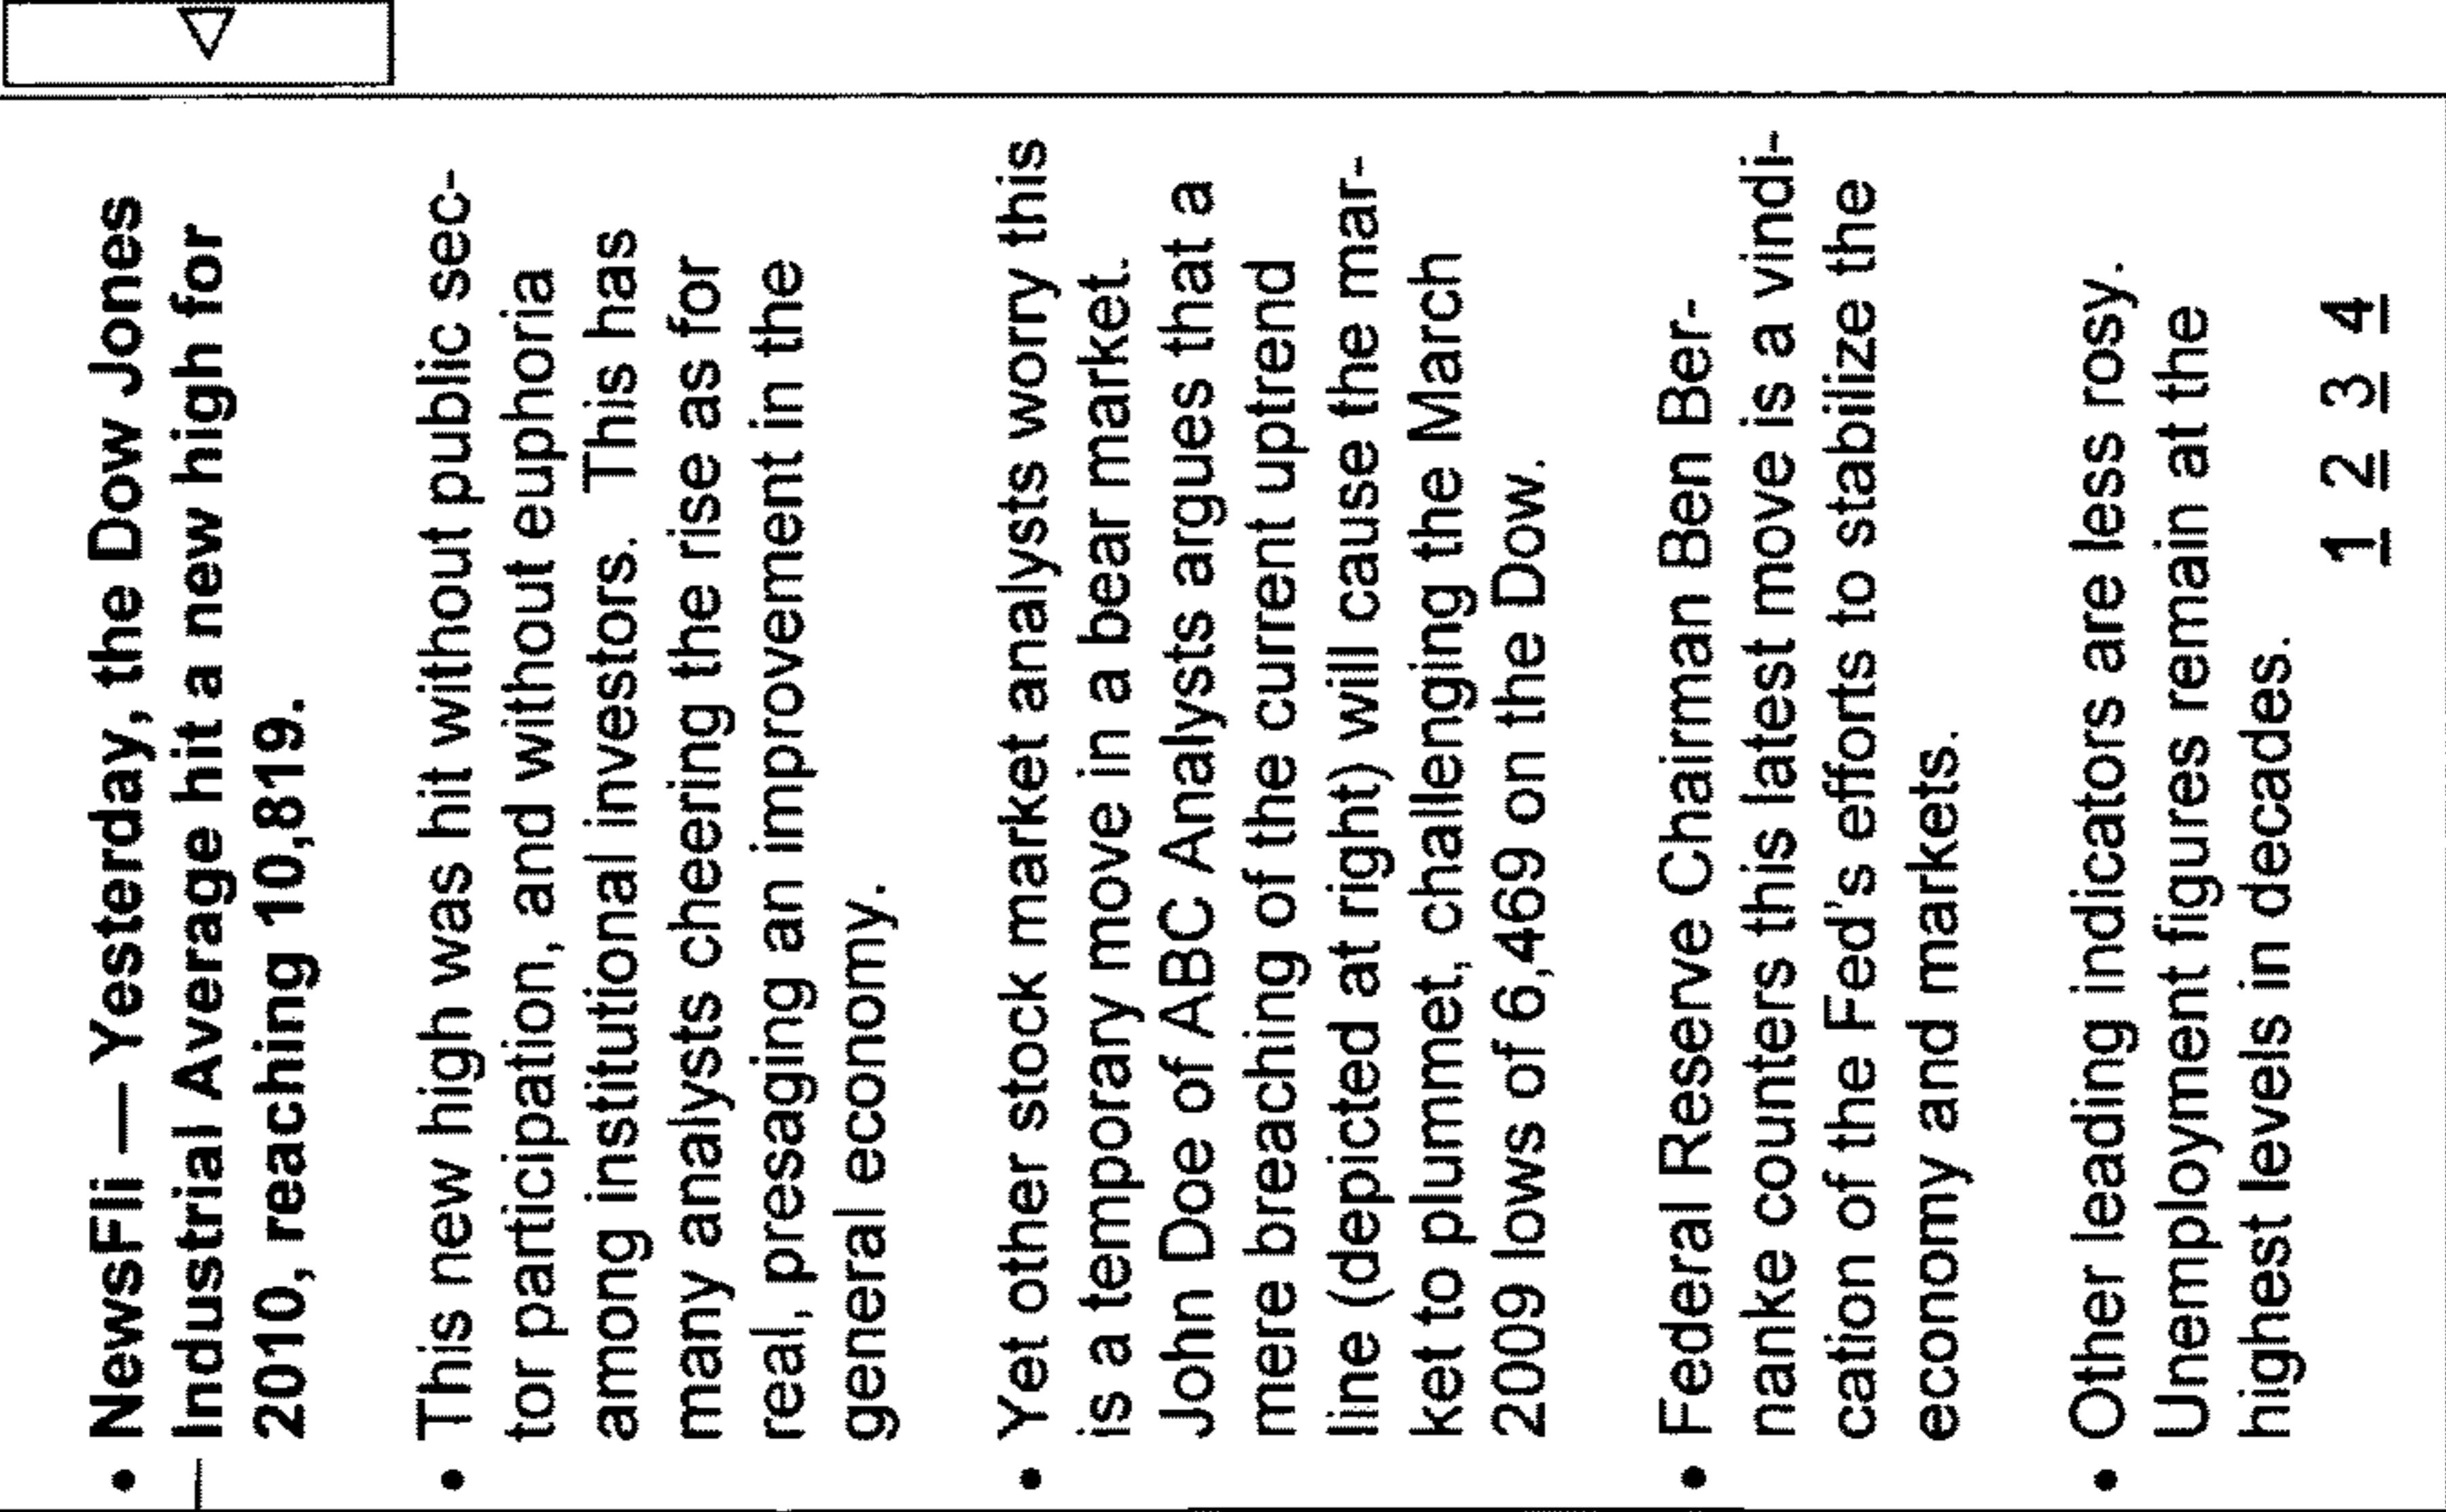 • NewsFli — Yesterday, the Dow Jones
Industrial Average hit a new high for
2010, reaching 10,819.
• This new high was hit without public sec-
tor participation, and without euphoria
among institutional investors. This has
many analysts cheering the rise as for
real, presaging an improvement in the
general economy.
• Yet other stock market analysts worry this
is a temporary move in a bear market.
John Doe of ABC Analysts argues that a
mere breaching of the current uptrend
line (depicted at right) will cause the mar-
ket to plummet, challenging the March
2009 lows of 6,469 on the Dow.
• Federal Reserve Chairman Ben Ber-
nanke counters this latest move is a vindi-
cation of the Fed's efforts to stabilize the
economy and markets.
• Other leading indicators are less rosy.
Unemployment figures remain at the
highest levels in decades.
1 2 3 4